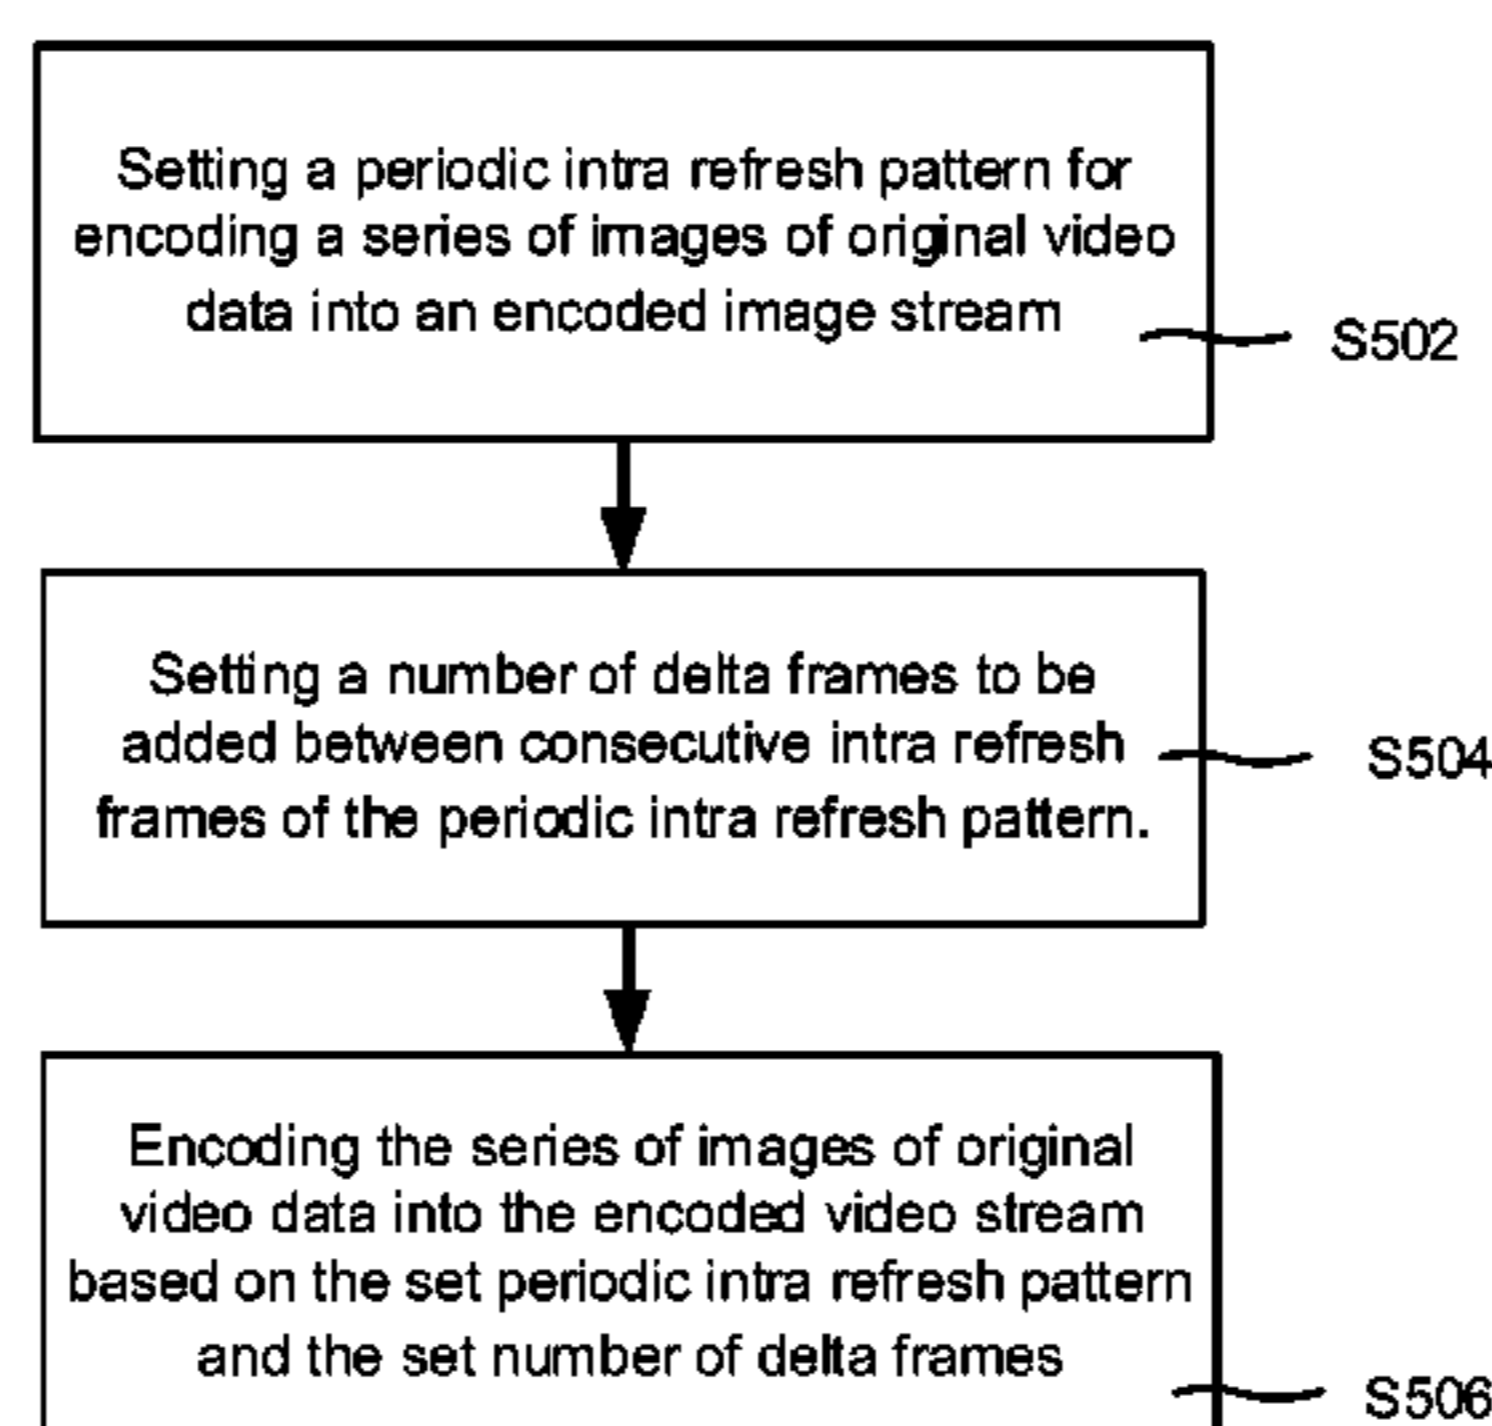 Setting a periodic intra refresh pattern for
encoding a series of images of original video
data into an encoded image stream
S502
Setting a number of delta frames to be
added between consecutive intra refresh
frames of the periodic intra refresh pattern.
S504
Encoding the series of images of original
video data into the encoded video stream
based on the set periodic intra refresh pattern
and the set number of delta frames
S506